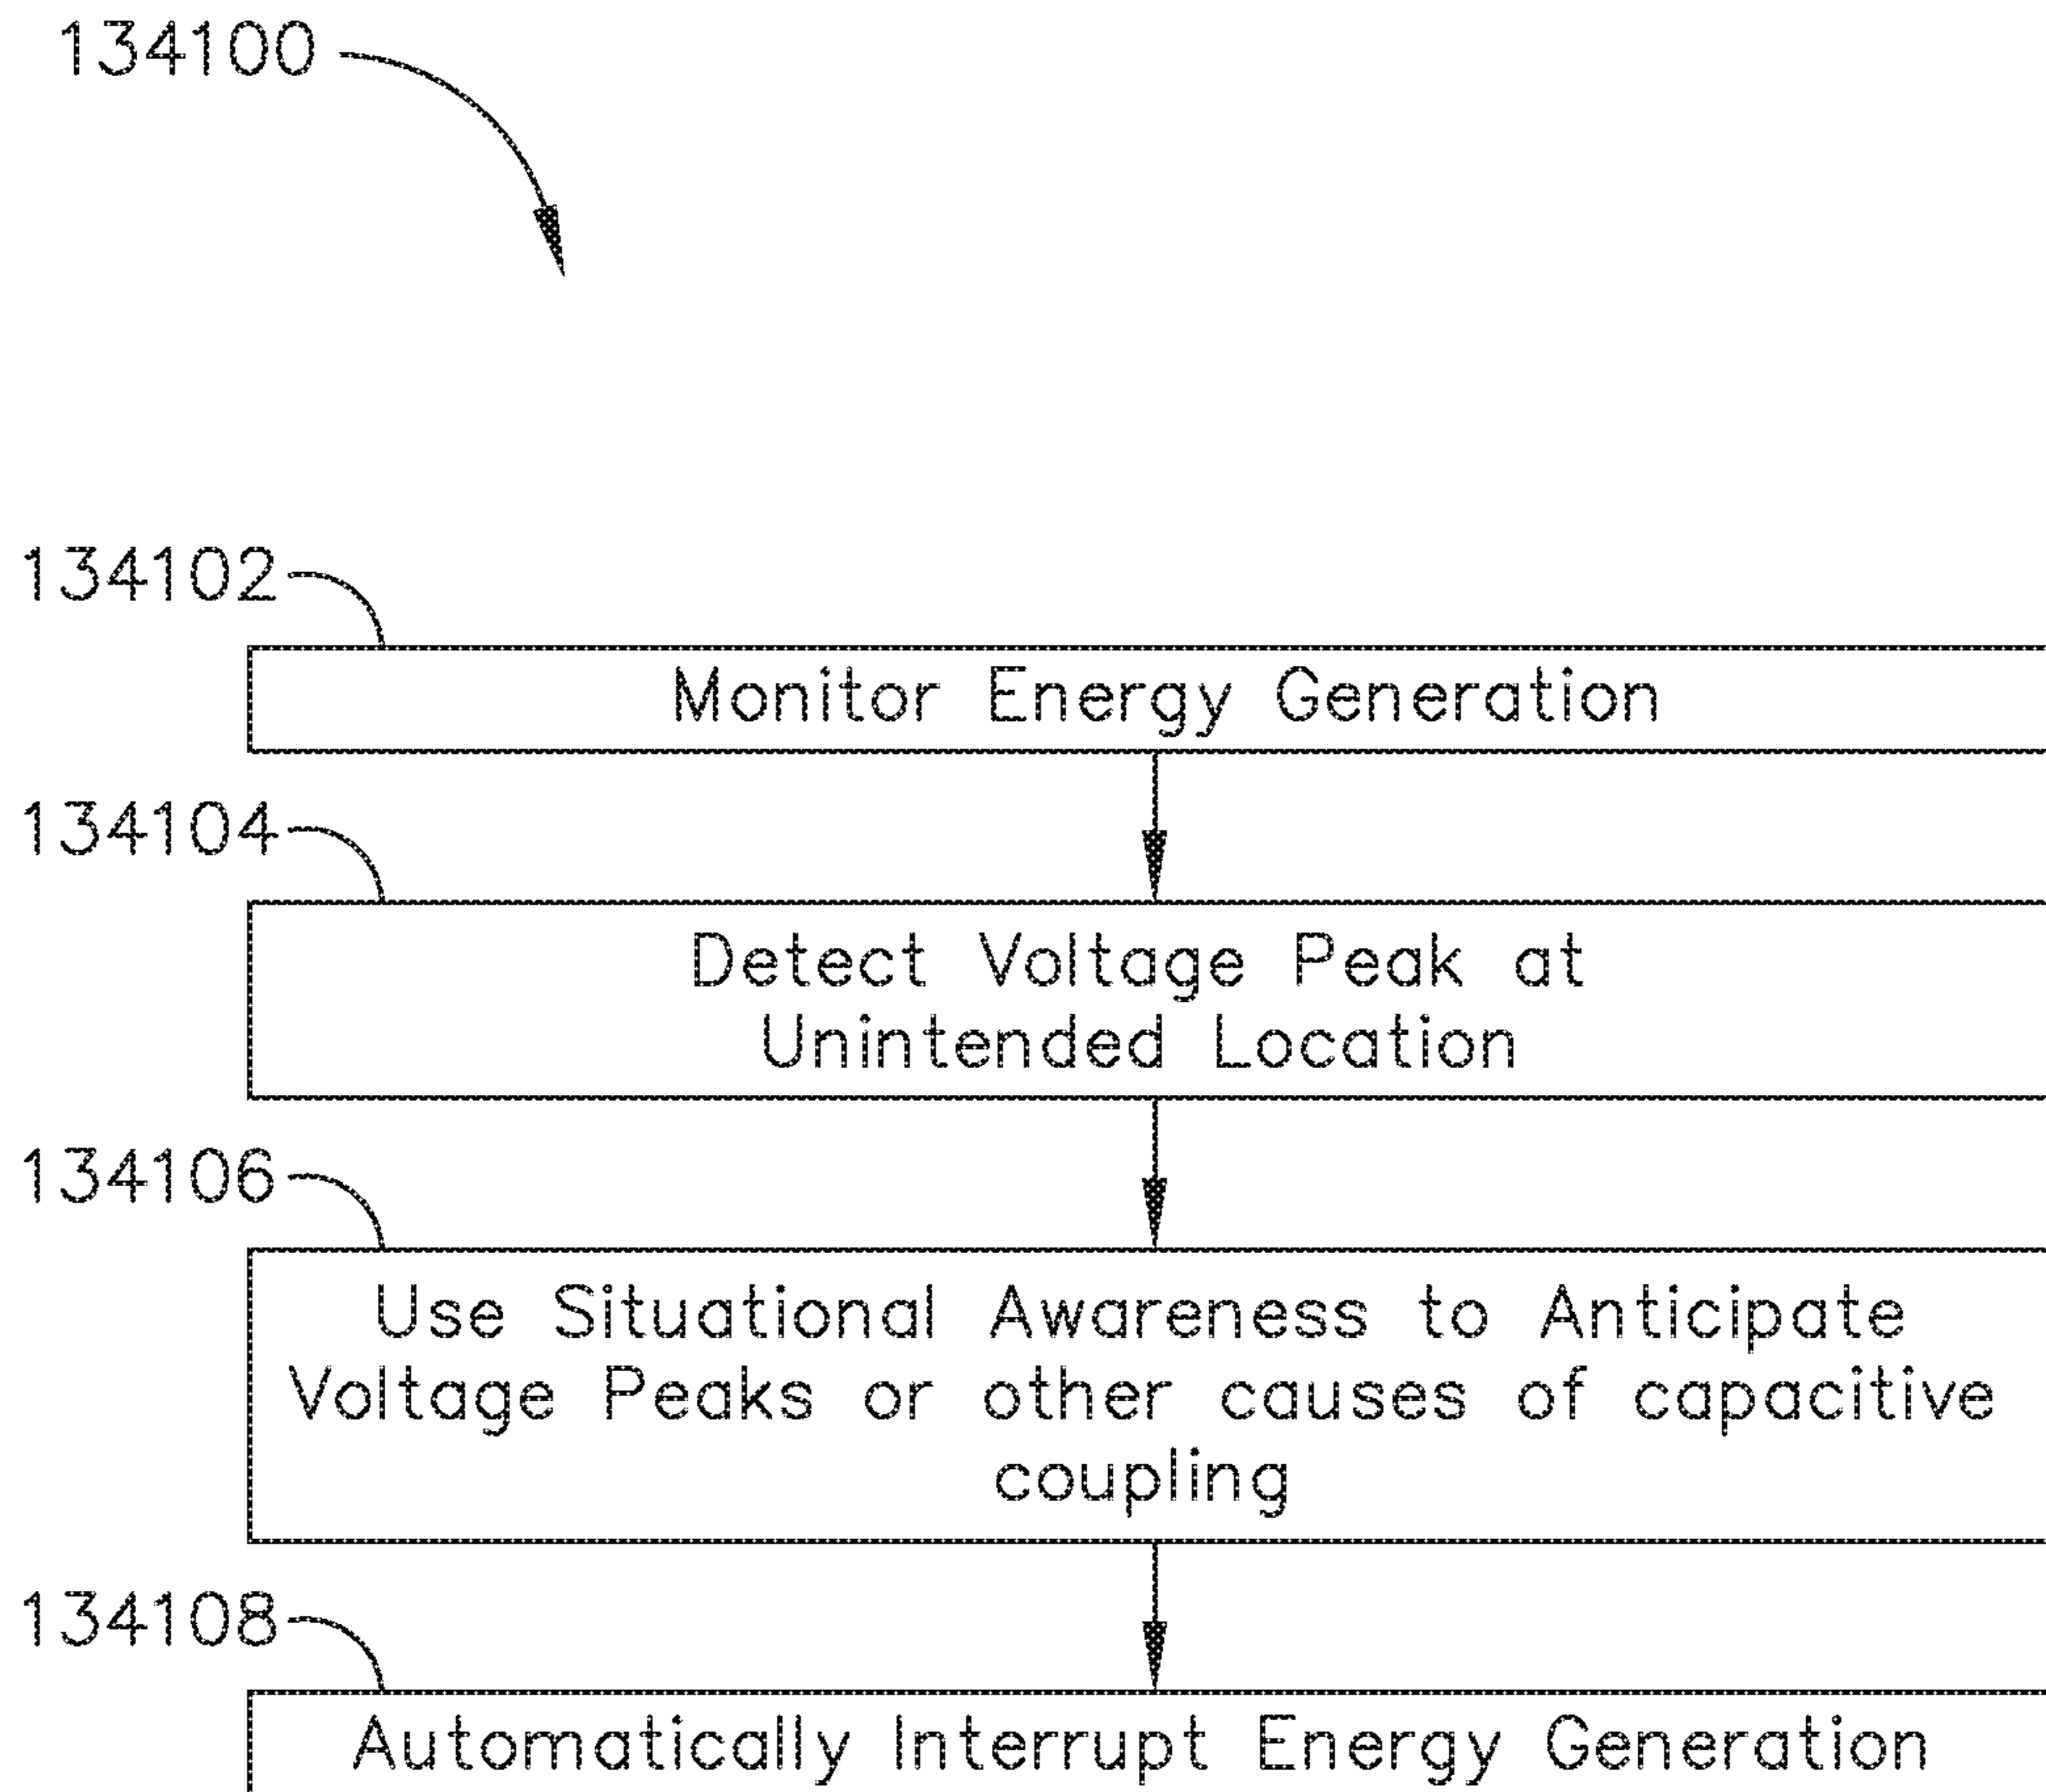 134100
134102
Monitor Energy Generation
134104
Detect Voltage Peak at
Unintended Location
134106
Use Situational Awareness to Anticipate
Voltage Peaks or other causes of capacitive
coupling
134108
Automatically Interrupt Energy Generation